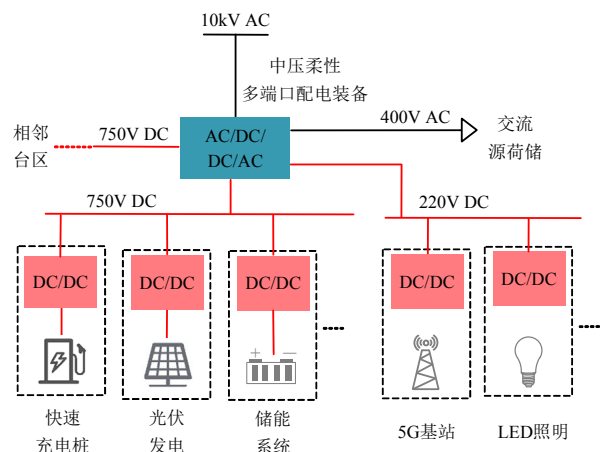 10kV AC
中压柔性
多端口配电装备
相邻
台区
750V DC
AC/DC/
DC/AC
400V AC
交流
源荷储
750V DC
220V DC
DC/DC
DC/DC
DC/DC
DC/DC
DC/DC
快速
充电桩
光伏
发电
储能
系统
5G基站
LED照明